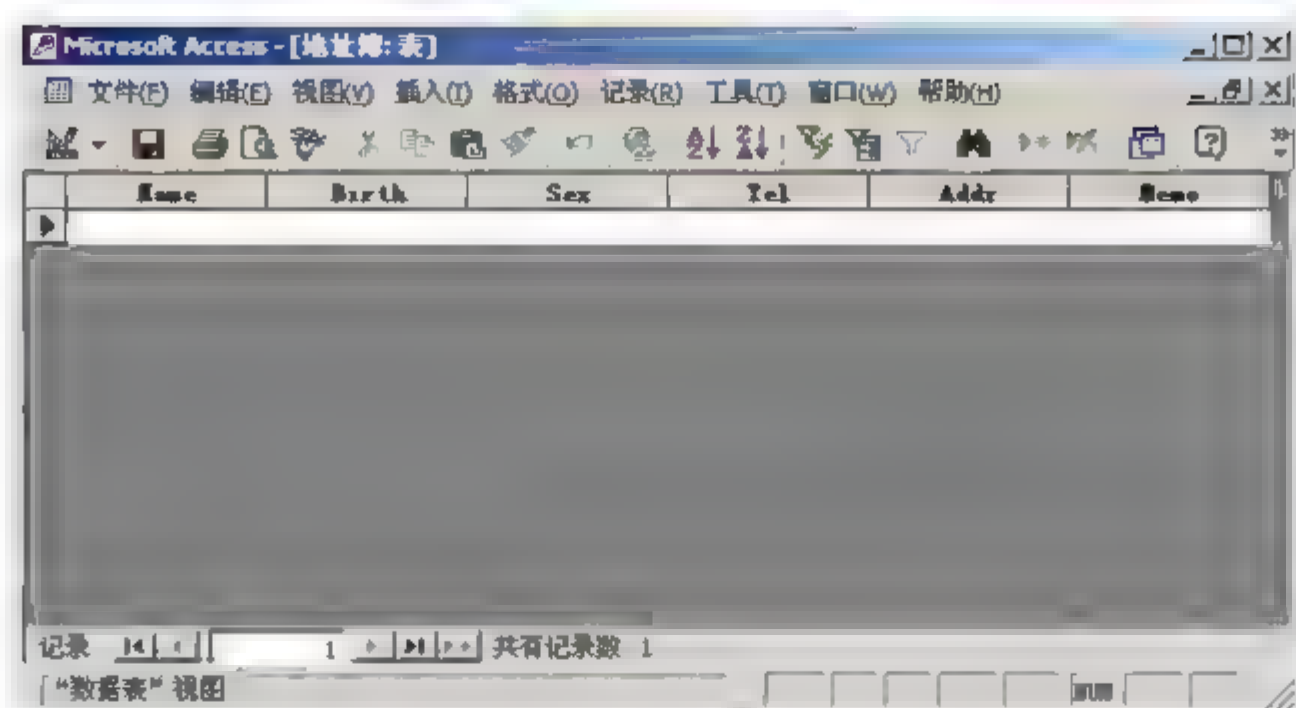 Microsoft Access - [地址簿: 表]
文件(F) 编辑(E) 视图(V) 插入(I) 格式(O) 记录(R) 工具(T) 窗口(W) 帮助(H)
Name Birth Sex Tel Addr Memo
记录 1 共有记录数 1
“数据表” 视图